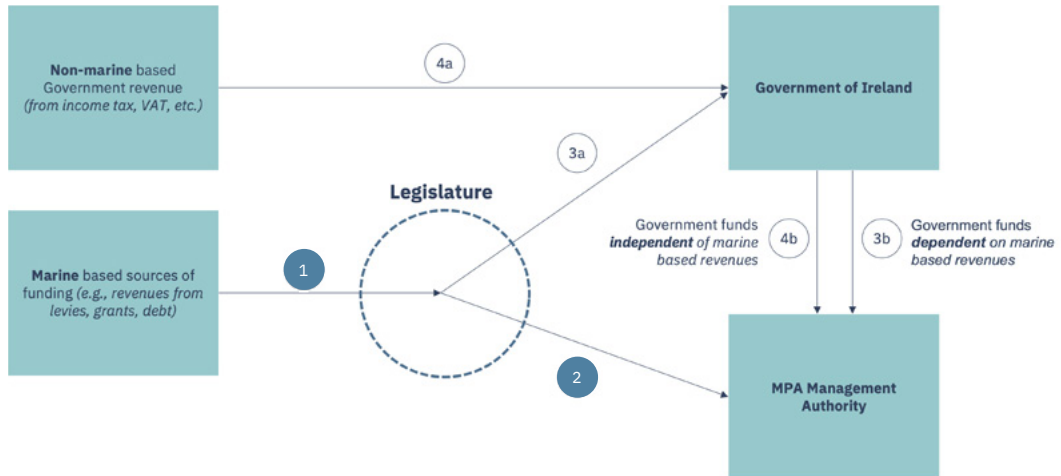 Non-marine based
Government revenue
(from income tax, VAT, etc.)
4a
Government of Ireland
3a
Legislature
Marine based sources of
funding (e.g., revenues from
levies, grants, debt)
1
2
Government funds
independent of marine
based revenues
4b
3b
Government funds
dependent on marine
based revenues
MPA Management
Authority